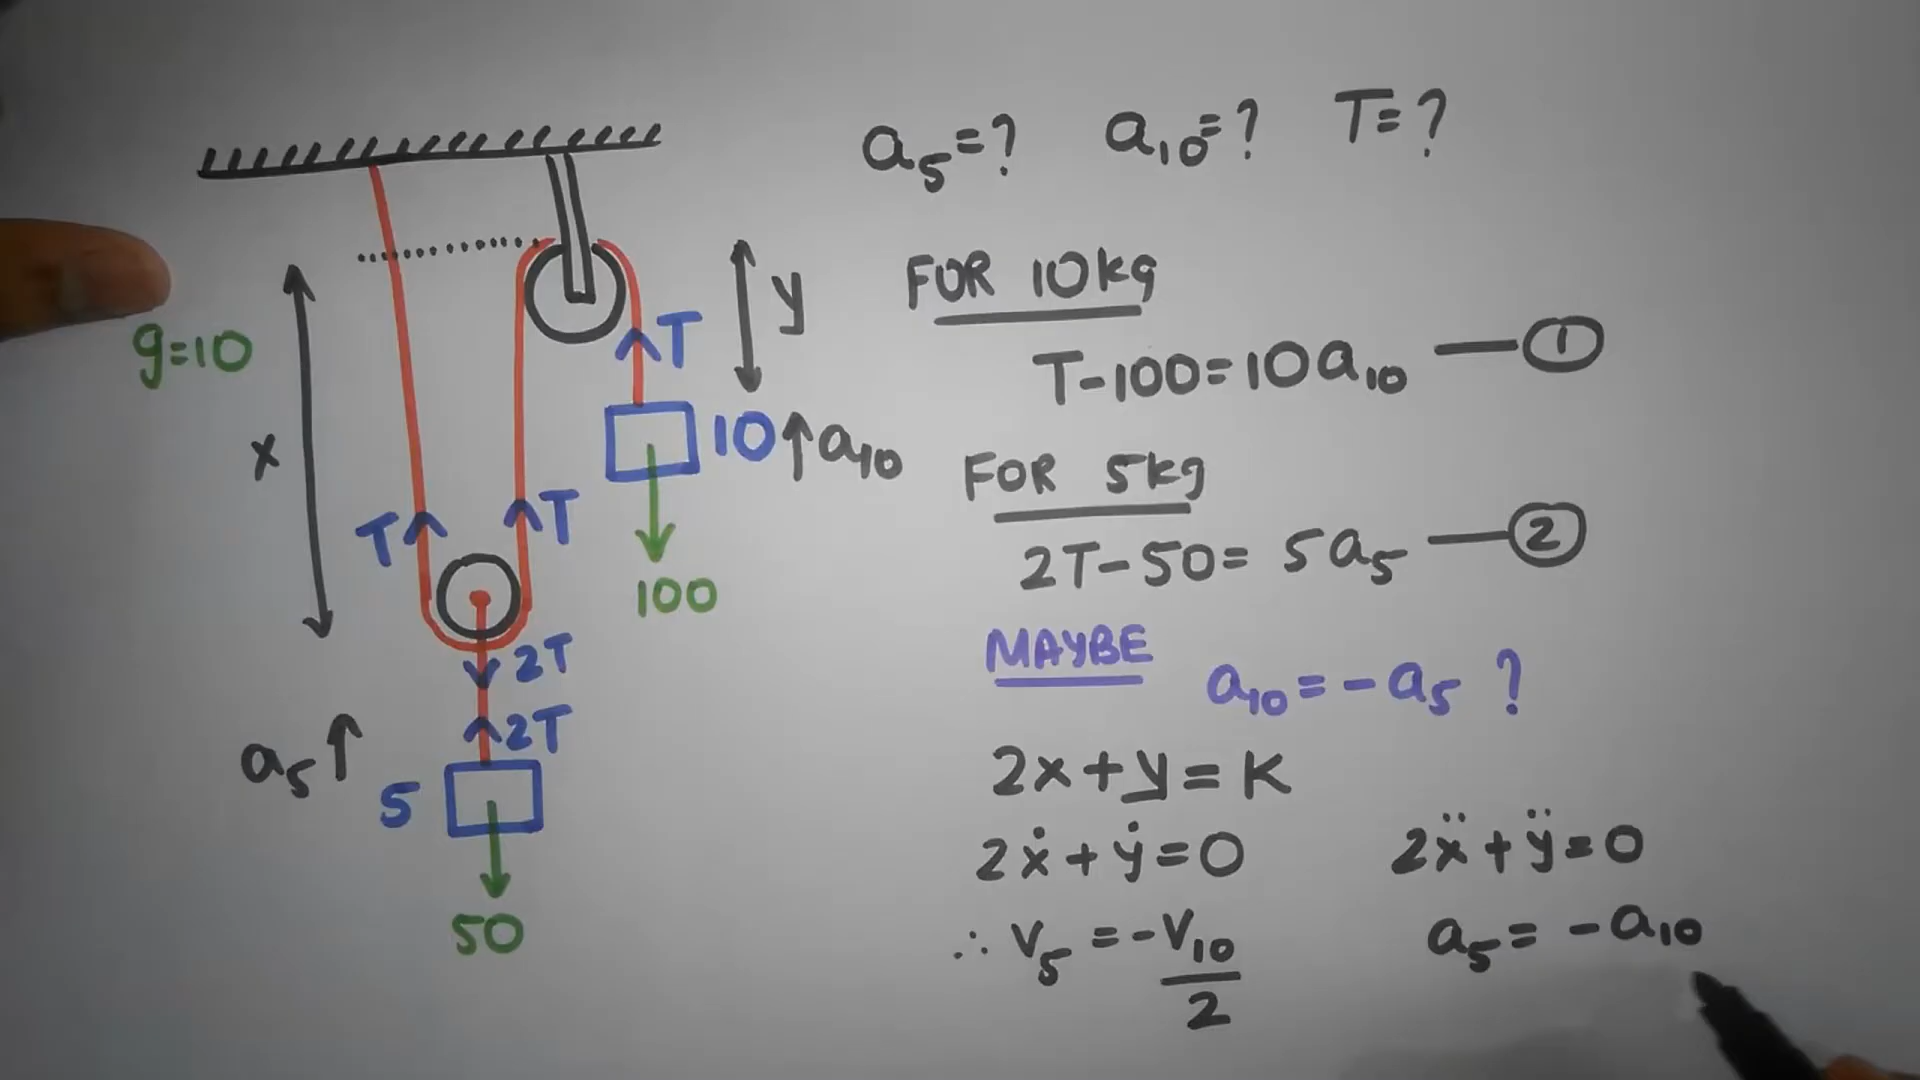 a₅=? a₁₀=? T=?
g=10
x
y
T
10 ↑a₁₀
100
T
T
2T
2T
a₅↑
5
50
FOR 10kg
T-100=10a₁₀ — ①
FOR 5kg
2T-50= 5a₅ — ②
MAYBE a₁₀=-a₅ ?
2x+y=K
2ẋ+ẏ=0
∴ v₅ = -v₁₀/2
2ẍ+ÿ=0
a₅= -a₁₀